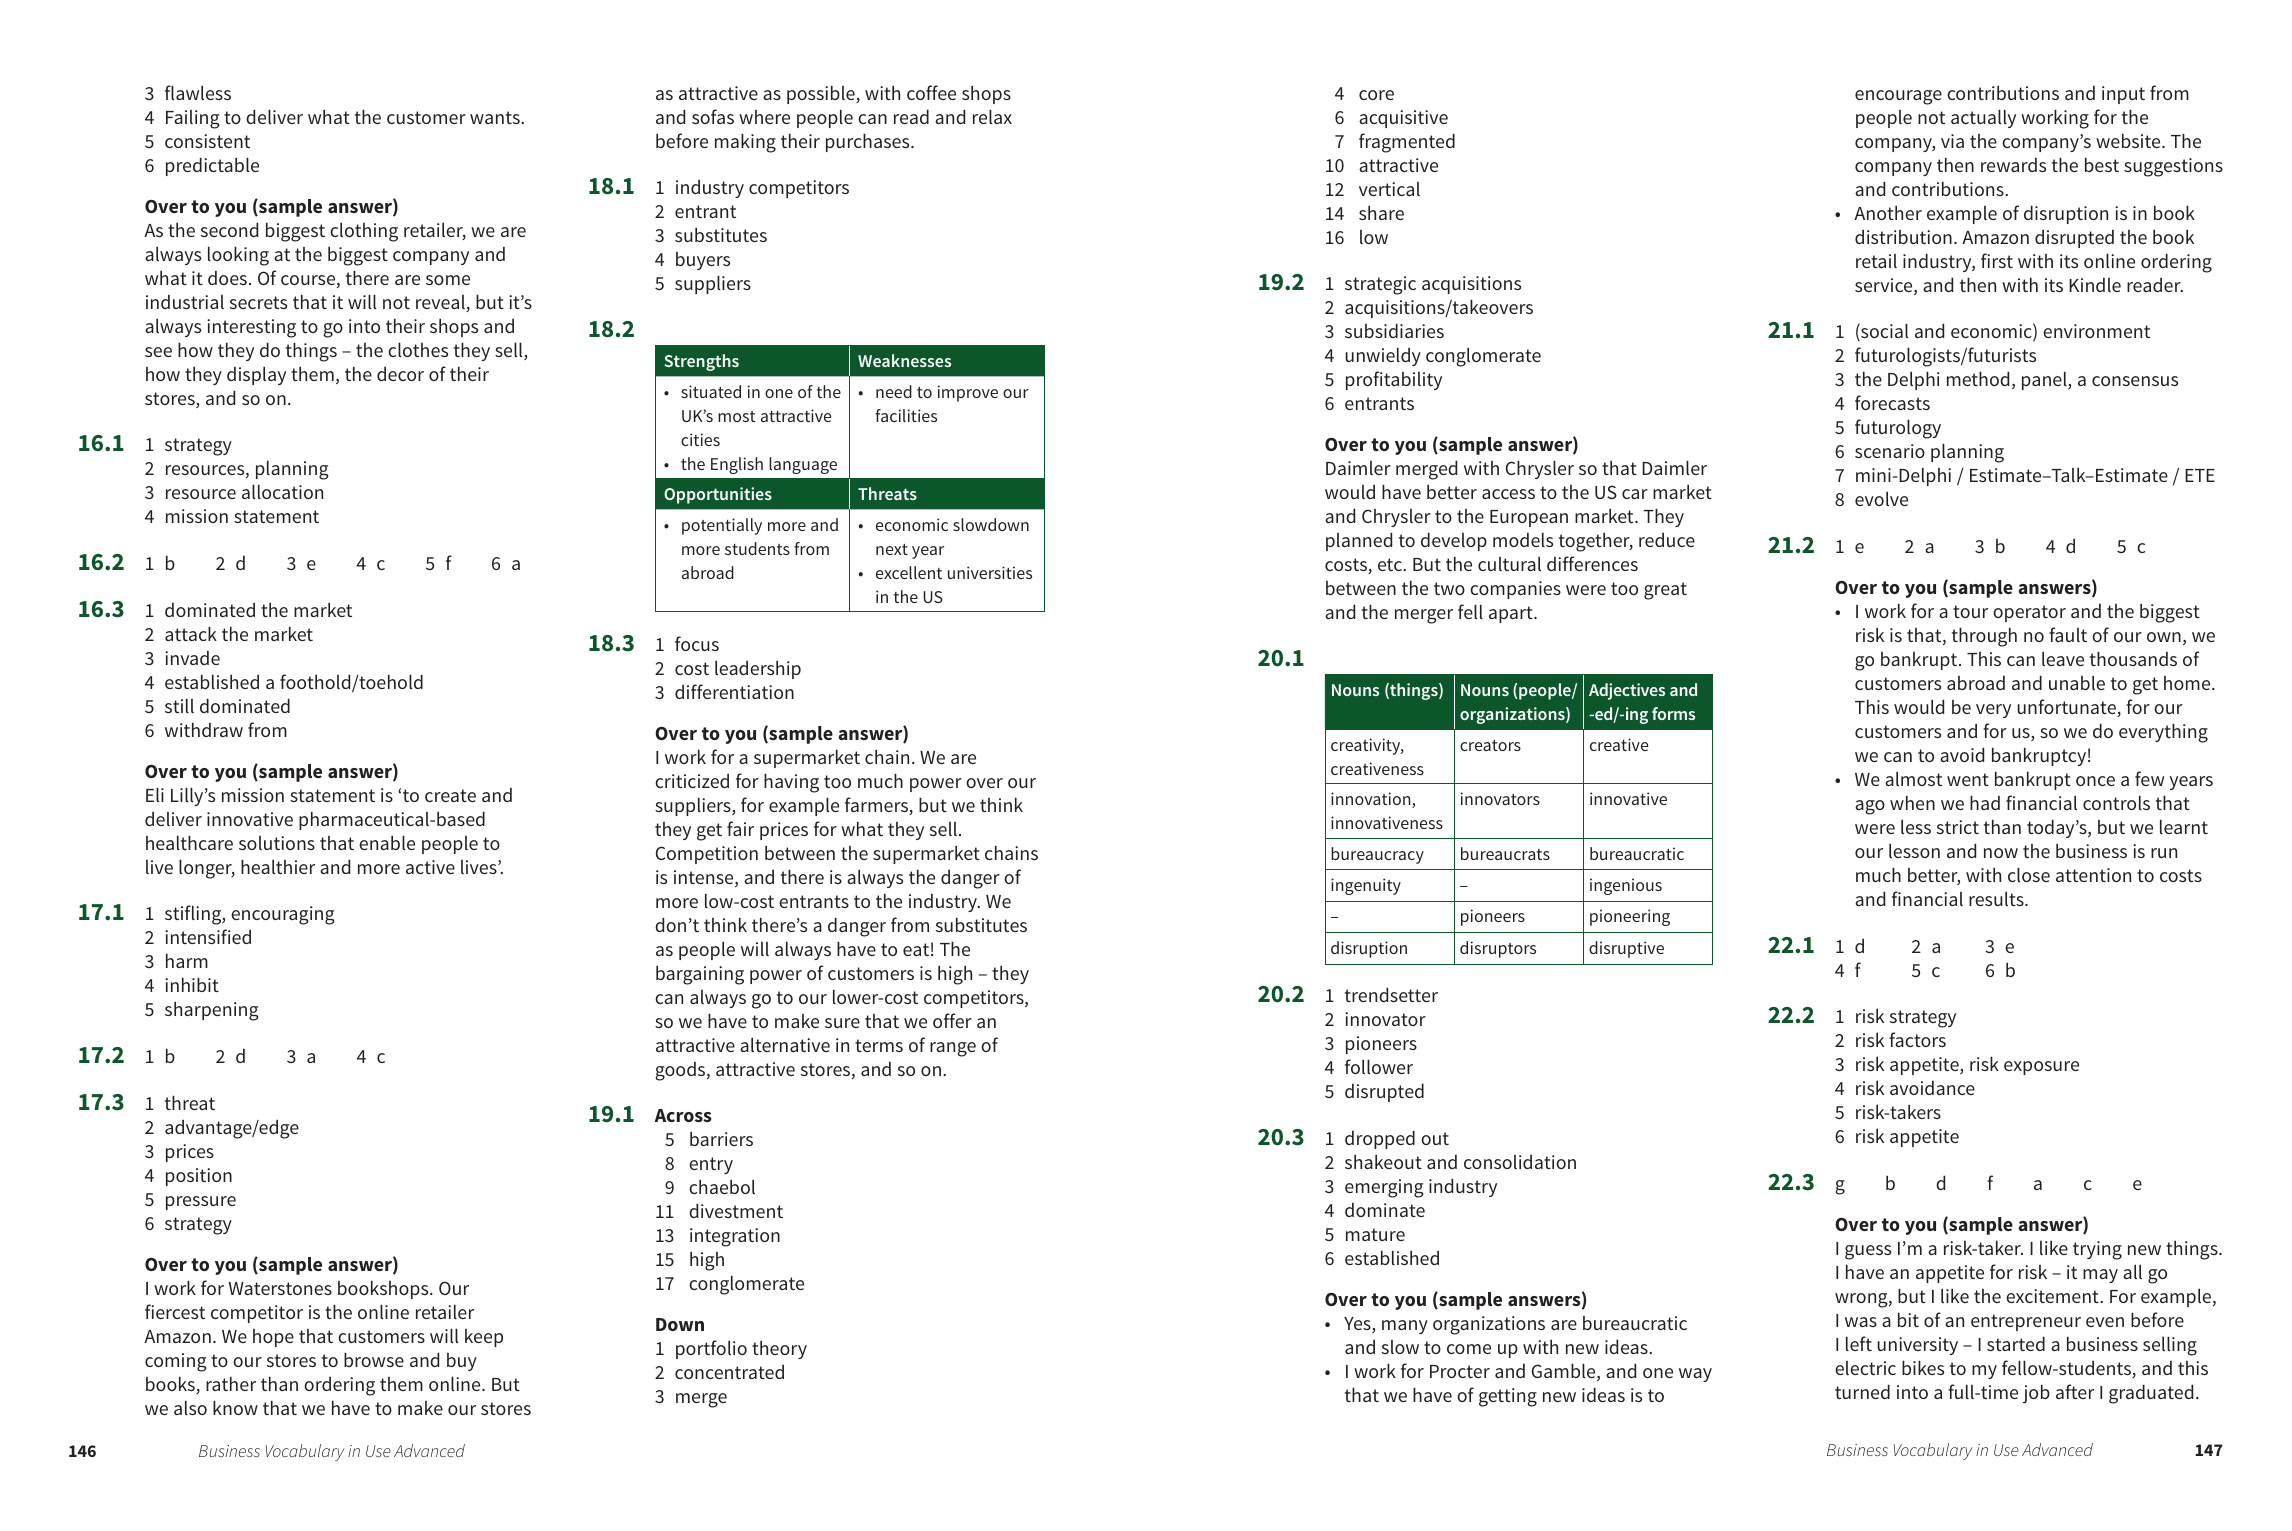 3 flawless
4 Failing to deliver what the customer wants.
5 consistent
6 predictable
Over to you (sample answer)
As the second biggest clothing retailer, we are
always looking at the biggest company and
what it does. Of course, there are some
industrial secrets that it will not reveal, but it’s
always interesting to go into their shops and
see how they do things – the clothes they sell,
how they display them, the decor of their
stores, and so on.
16.1 1 strategy
2 resources, planning
3 resource allocation
4 mission statement
16.2 1 b 2 d 3 e 4 c 5 f 6 a
16.3 1 dominated the market
2 attack the market
3 invade
4 established a foothold/toehold
5 still dominated
6 withdraw from
Over to you (sample answer)
Eli Lilly’s mission statement is ‘to create and
deliver innovative pharmaceutical-based
healthcare solutions that enable people to
live longer, healthier and more active lives’.
17.1 1 stifling, encouraging
2 intensified
3 harm
4 inhibit
5 sharpening
17.2 1 b 2 d 3 a 4 c
17.3 1 threat
2 advantage/edge
3 prices
4 position
5 pressure
6 strategy
Over to you (sample answer)
I work for Waterstones bookshops. Our
fiercest competitor is the online retailer
Amazon. We hope that customers will keep
coming to our stores to browse and buy
books, rather than ordering them online. But
we also know that we have to make our stores
as attractive as possible, with coffee shops
and sofas where people can read and relax
before making their purchases.
18.1 1 industry competitors
2 entrant
3 substitutes
4 buyers
5 suppliers
18.2
Strengths Weaknesses
• situated in one of the
UK’s most attractive
cities
• the English language
• need to improve our
facilities
Opportunities Threats
• potentially more and
more students from
abroad
• economic slowdown
next year
• excellent universities
in the US
18.3 1 focus
2 cost leadership
3 differentiation
Over to you (sample answer)
I work for a supermarket chain. We are
criticized for having too much power over our
suppliers, for example farmers, but we think
they get fair prices for what they sell.
Competition between the supermarket chains
is intense, and there is always the danger of
more low-cost entrants to the industry. We
don’t think there’s a danger from substitutes
as people will always have to eat! The
bargaining power of customers is high – they
can always go to our lower-cost competitors,
so we have to make sure that we offer an
attractive alternative in terms of range of
goods, attractive stores, and so on.
19.1 Across
5 barriers
8 entry
9 chaebol
11 divestment
13 integration
15 high
17 conglomerate
Down
1 portfolio theory
2 concentrated
3 merge
146 Business Vocabulary in Use Advanced
4 core
6 acquisitive
7 fragmented
10 attractive
12 vertical
14 share
16 low
19.2 1 strategic acquisitions
2 acquisitions/takeovers
3 subsidiaries
4 unwieldy conglomerate
5 profitability
6 entrants
Over to you (sample answer)
Daimler merged with Chrysler so that Daimler
would have better access to the US car market
and Chrysler to the European market. They
planned to develop models together, reduce
costs, etc. But the cultural differences
between the two companies were too great
and the merger fell apart.
20.1
Nouns (things) Nouns (people/ Adjectives and
organizations) -ed/-ing forms
creativity, creators creative
creativeness
innovation, innovators innovative
innovativeness
bureaucracy bureaucrats bureaucratic
ingenuity – ingenious
– pioneers pioneering
disruption disruptors disruptive
20.2 1 trendsetter
2 innovator
3 pioneers
4 follower
5 disrupted
20.3 1 dropped out
2 shakeout and consolidation
3 emerging industry
4 dominate
5 mature
6 established
Over to you (sample answers)
• Yes, many organizations are bureaucratic
and slow to come up with new ideas.
• I work for Procter and Gamble, and one way
that we have of getting new ideas is to
encourage contributions and input from
people not actually working for the
company, via the company’s website. The
company then rewards the best suggestions
and contributions.
• Another example of disruption is in book
distribution. Amazon disrupted the book
retail industry, first with its online ordering
service, and then with its Kindle reader.
21.1 1 (social and economic) environment
2 futurologists/futurists
3 the Delphi method, panel, a consensus
4 forecasts
5 futurology
6 scenario planning
7 mini-Delphi / Estimate–Talk–Estimate / ETE
8 evolve
21.2 1 e 2 a 3 b 4 d 5 c
Over to you (sample answers)
• I work for a tour operator and the biggest
risk is that, through no fault of our own, we
go bankrupt. This can leave thousands of
customers abroad and unable to get home.
This would be very unfortunate, for our
customers and for us, so we do everything
we can to avoid bankruptcy!
• We almost went bankrupt once a few years
ago when we had financial controls that
were less strict than today’s, but we learnt
our lesson and now the business is run
much better, with close attention to costs
and financial results.
22.1 1 d 2 a 3 e
4 f 5 c 6 b
22.2 1 risk strategy
2 risk factors
3 risk appetite, risk exposure
4 risk avoidance
5 risk-takers
6 risk appetite
22.3 g b d f a c e
Over to you (sample answer)
I guess I’m a risk-taker. I like trying new things.
I have an appetite for risk – it may all go
wrong, but I like the excitement. For example,
I was a bit of an entrepreneur even before
I left university – I started a business selling
electric bikes to my fellow-students, and this
turned into a full-time job after I graduated.
Business Vocabulary in Use Advanced 147